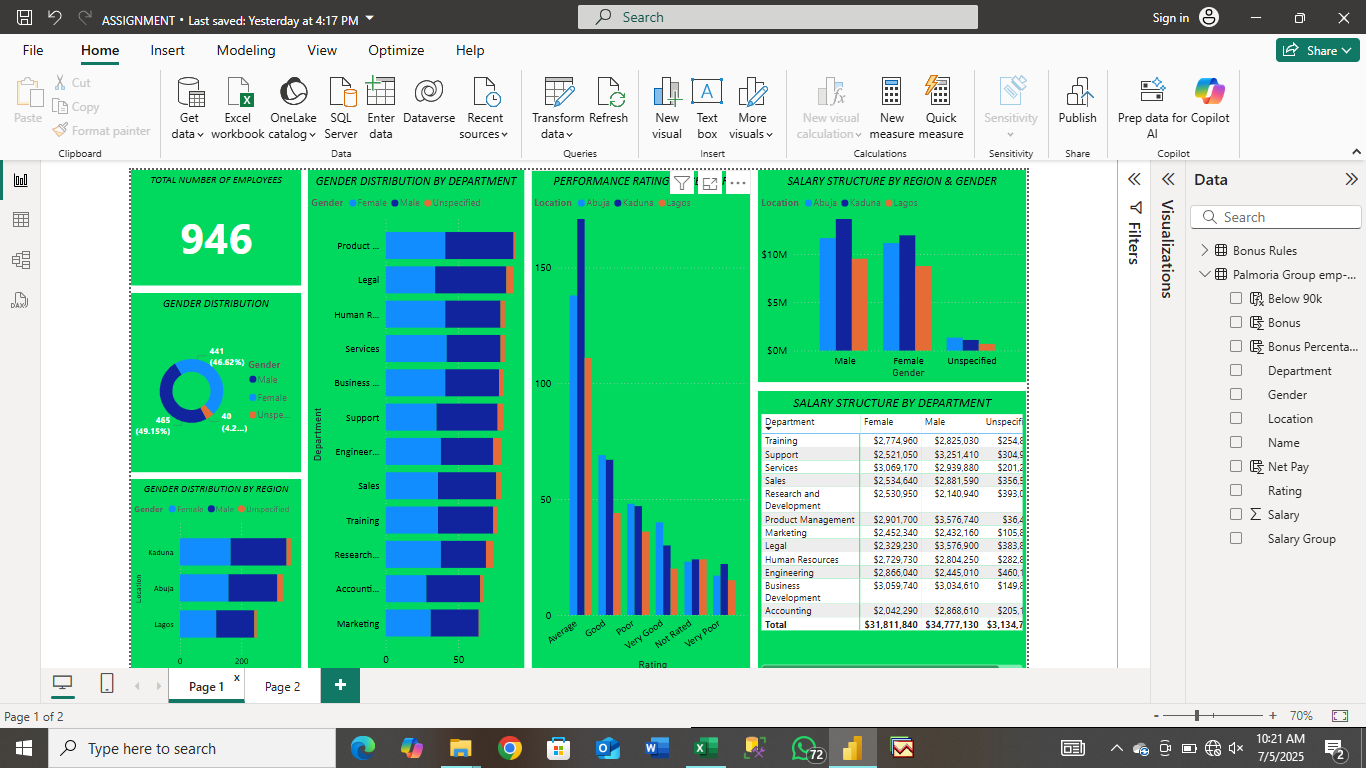 ASSIGNMENT • Last saved: Yesterday at 4:17 PM
Search
Sign in
File
Home
Insert
Modeling
View
Optimize
Help
Share
Paste
Cut
Copy
Format painter
Clipboard
Get data
Excel workbook
OneLake catalog
SQL Server
Enter data
Dataverse
Recent sources
Data
Transform data
Refresh
Queries
New visual
Text box
More visuals
Insert
New visual calculation
New measure
Quick measure
Calculations
Sensitivity
Sensitivity
Publish
Share
Prep data for AI
Copilot
Copilot
TOTAL NUMBER OF EMPLOYEES
946
GENDER DISTRIBUTION
441
(46.62%)
465
(49.15%)
40
(4.2...)
Gender
Male
Female
Unspe...
GENDER DISTRIBUTION BY REGION
Gender Female Male Unspecified
Location
Kaduna
Abuja
Lagos
0 200
GENDER DISTRIBUTION BY DEPARTMENT
Gender Female Male Unspecified
Department
Product ...
Legal
Human R...
Services
Business ...
Support
Engineer...
Sales
Training
Research...
Accounti...
Marketing
0 50
PERFORMANCE RATING
Location Abuja Kaduna Lagos
150
100
50
0
Average
Good
Poor
Very Good
Not Rated
Very Poor
Rating
SALARY STRUCTURE BY REGION & GENDER
Location Abuja Kaduna Lagos
$10M
$5M
$0M
Male Female Unspecified
Gender
SALARY STRUCTURE BY DEPARTMENT
Department Female Male Unspecif
Training $2,774,960 $2,825,030 $254,8
Support $2,521,050 $3,251,410 $304,9
Services $3,069,170 $2,939,880 $201,2
Sales $2,534,640 $2,881,590 $356,5
Research and Development $2,530,950 $2,140,940 $393,0
Product Management $2,901,700 $3,576,740 $36,4
Marketing $2,452,340 $2,432,160 $105,8
Legal $2,329,230 $3,576,900 $383,8
Human Resources $2,729,730 $2,804,250 $282,8
Engineering $2,866,040 $2,445,010 $460,1
Business Development $3,059,740 $3,034,610 $149,8
Accounting $2,042,290 $2,868,610 $205,1
Total $31,811,840 $34,777,130 $3,134,7
Filters
Visualizations
Data
Search
Bonus Rules
Palmoria Group emp-...
Below 90k
Bonus
Bonus Percenta...
Department
Gender
Location
Name
Net Pay
Rating
Salary
Salary Group
Page 1
x
Page 2
+
Page 1 of 2
- + 70%
Type here to search
72
10:21 AM
7/5/2025
2